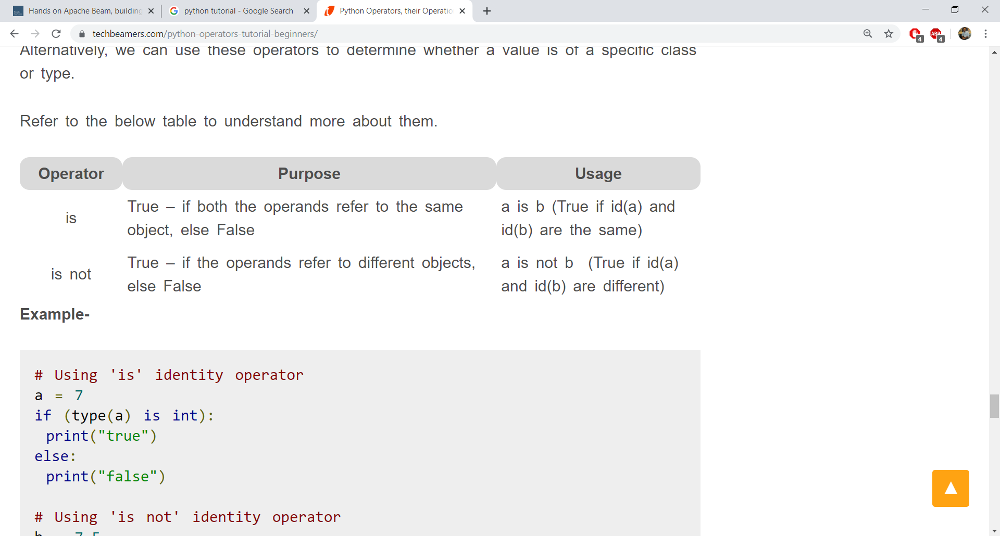 Hands on Apache Beam, building
python tutorial - Google Search
Python Operators, their Operatio
techbeamers.com/python-operators-tutorial-beginners/
4
ABP
4
Alternatively, we can use these operators to determine whether a value is of a specific class
or type.
Refer to the below table to understand more about them.
Operator Purpose Usage
is
True – if both the operands refer to the same
object, else False
a is b (True if id(a) and
id(b) are the same)
is not
True – if the operands refer to different objects,
else False
a is not b (True if id(a)
and id(b) are different)
Example-
# Using 'is' identity operator
a = 7
if (type(a) is int):
print("true")
else:
print("false")
# Using 'is not' identity operator